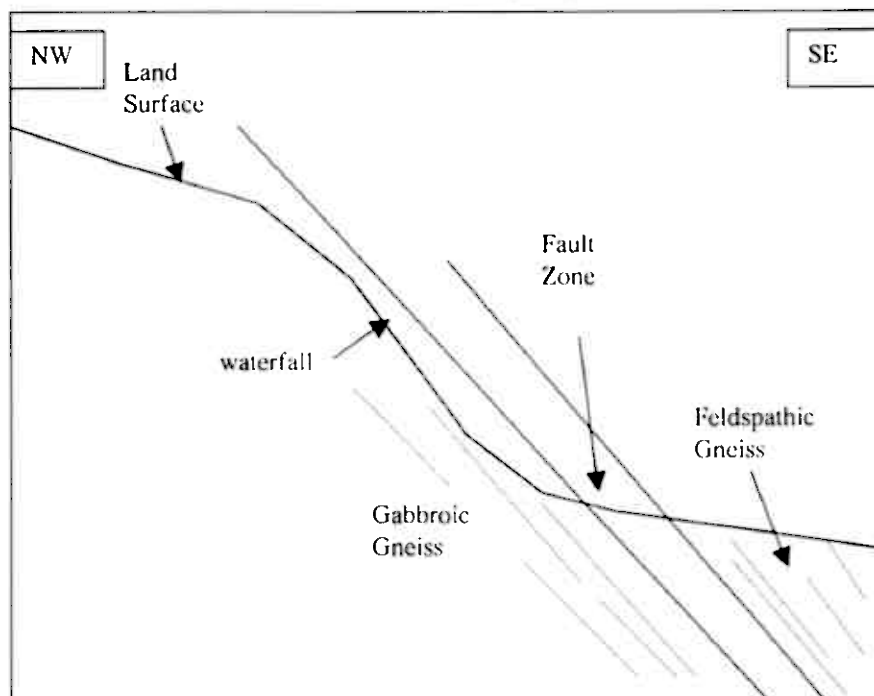 NW
SE
Land
Surface
Fault
Zone
waterfall
Feldspathic
Gneiss
Gabbroic
Gneiss